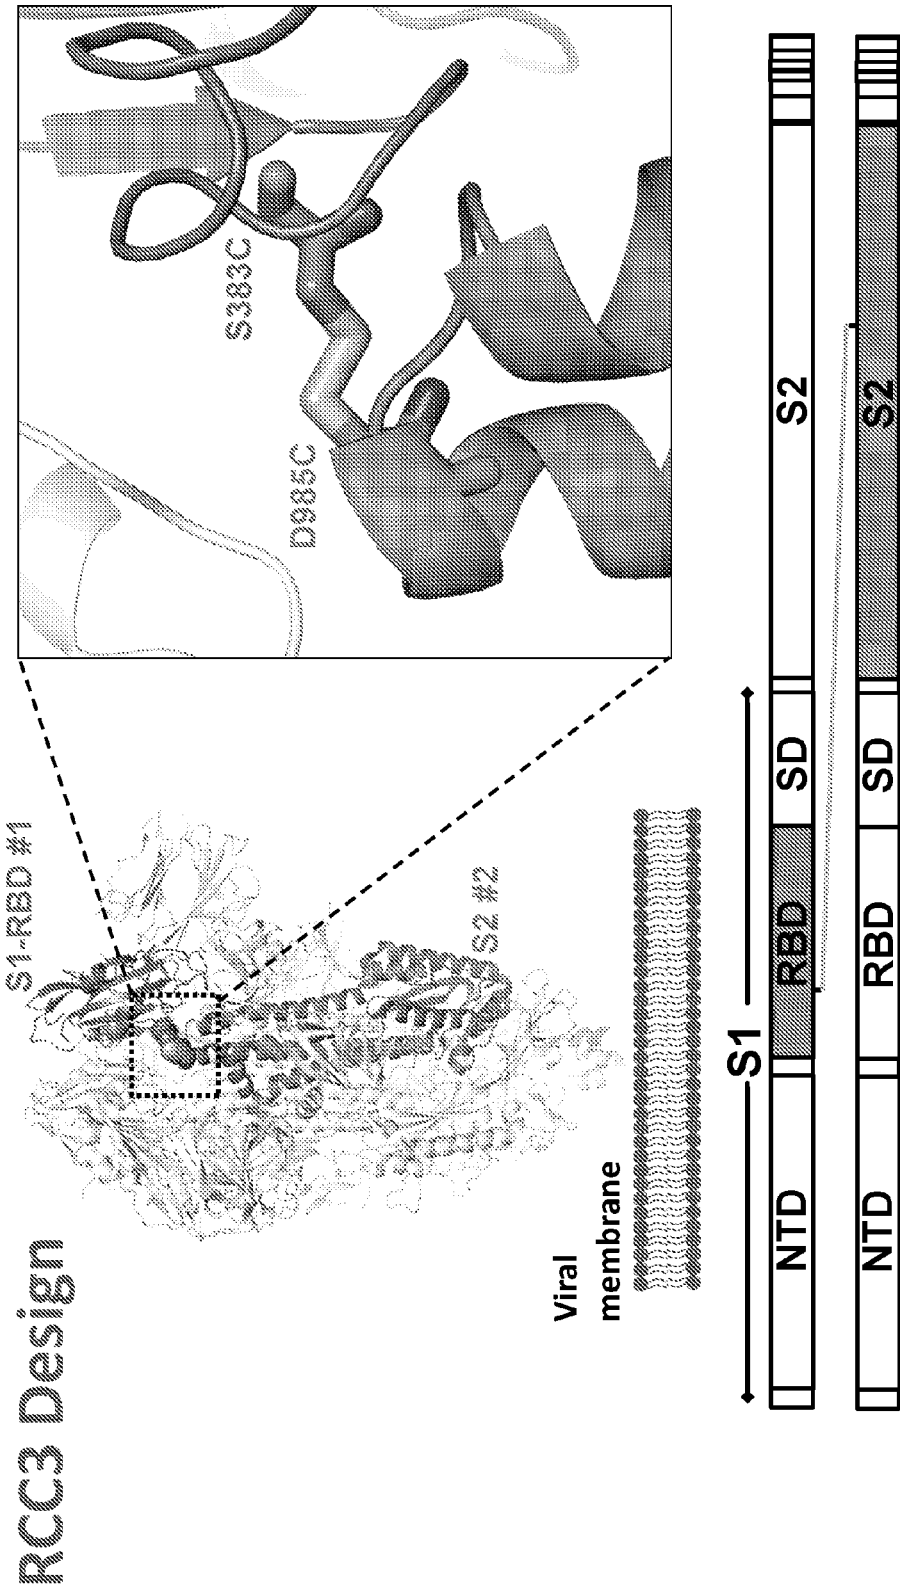 RCC3 Design
S1-RBD #1
S2 #2
S383C
D985C
Viral
membrane
S1
NTD RBD SD S2
NTD RBD SD S2